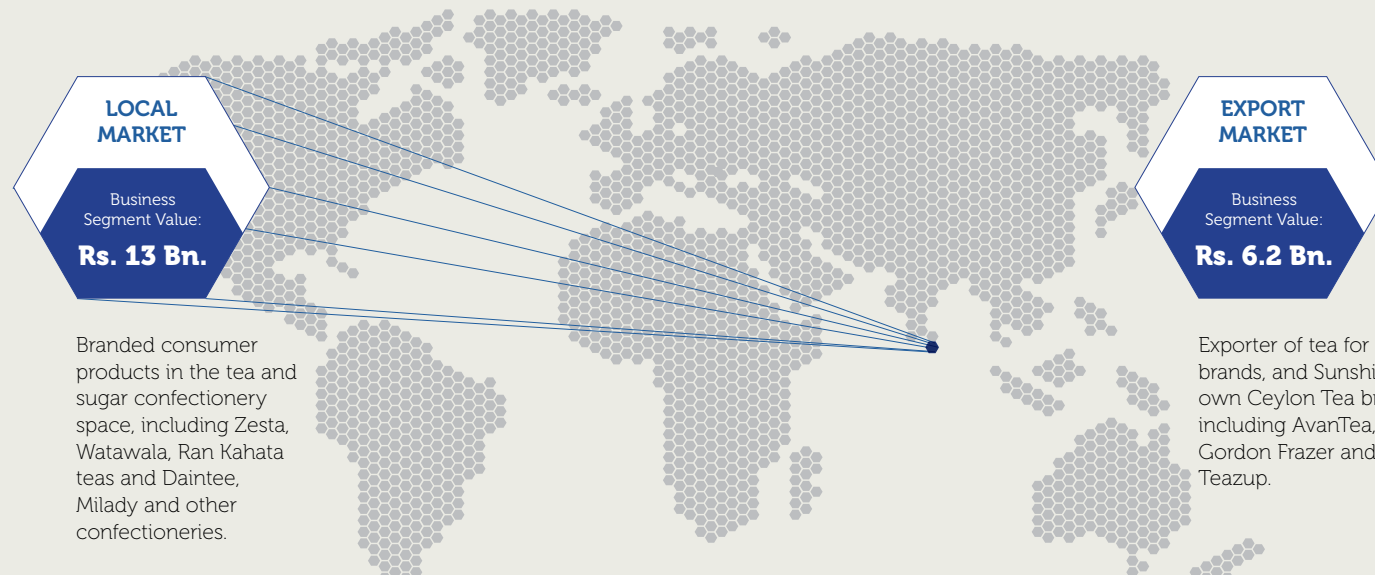 LOCAL
MARKET
Business
Segment Value:
Rs. 13 Bn.
Branded consumer
products in the tea and
sugar confectionery
space, including Zesta,
Watawala, Ran Kahata
teas and Daintee,
Milady and other
confectioneries.
EXPORT
MARKET
Business
Segment Value:
Rs. 6.2 Bn.
Exporter of tea for
brands, and
own Ceylon Tea
including AvanTea,
Gordon Frazer and
Teazup.